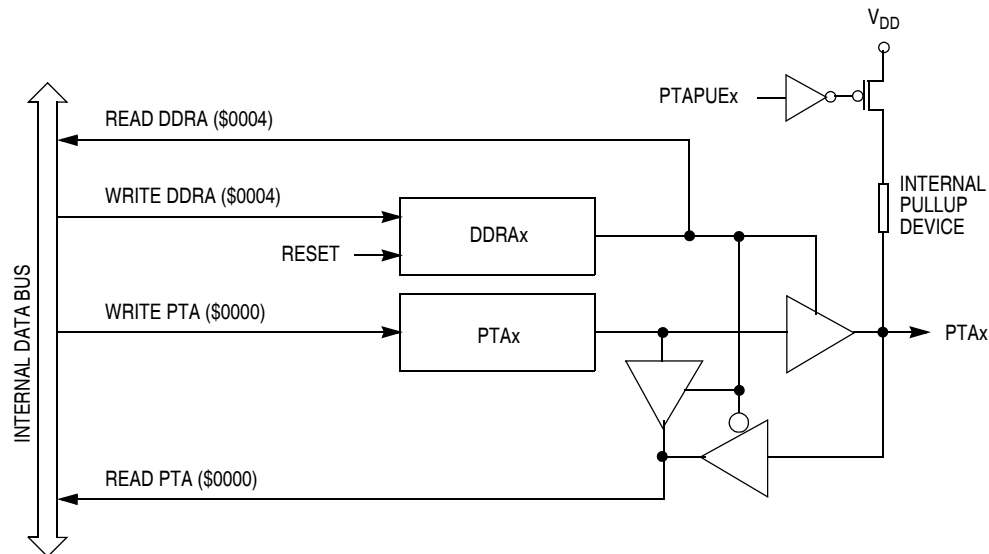 VDD
PTAPUEx
READ DDRA ($0004)
WRITE DDRA ($0004)
INTERNAL
PULLUP
DEVICE
DDRAx
RESET
WRITE PTA ($0000)
PTAx
PTAx
READ PTA ($0000)
INTERNAL DATA BUS